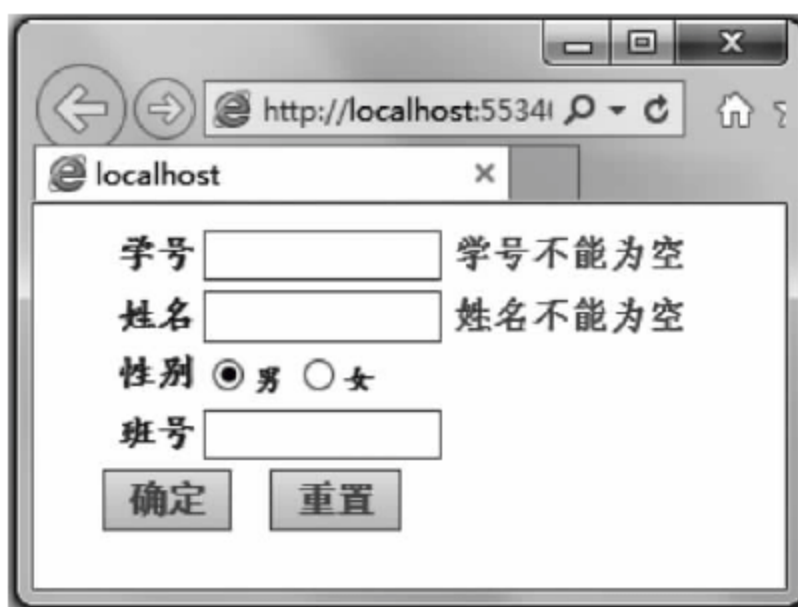 http://localhost:5534
localhost
学号 学号不能为空
姓名 姓名不能为空
性别 男 女
班号
确定 重置